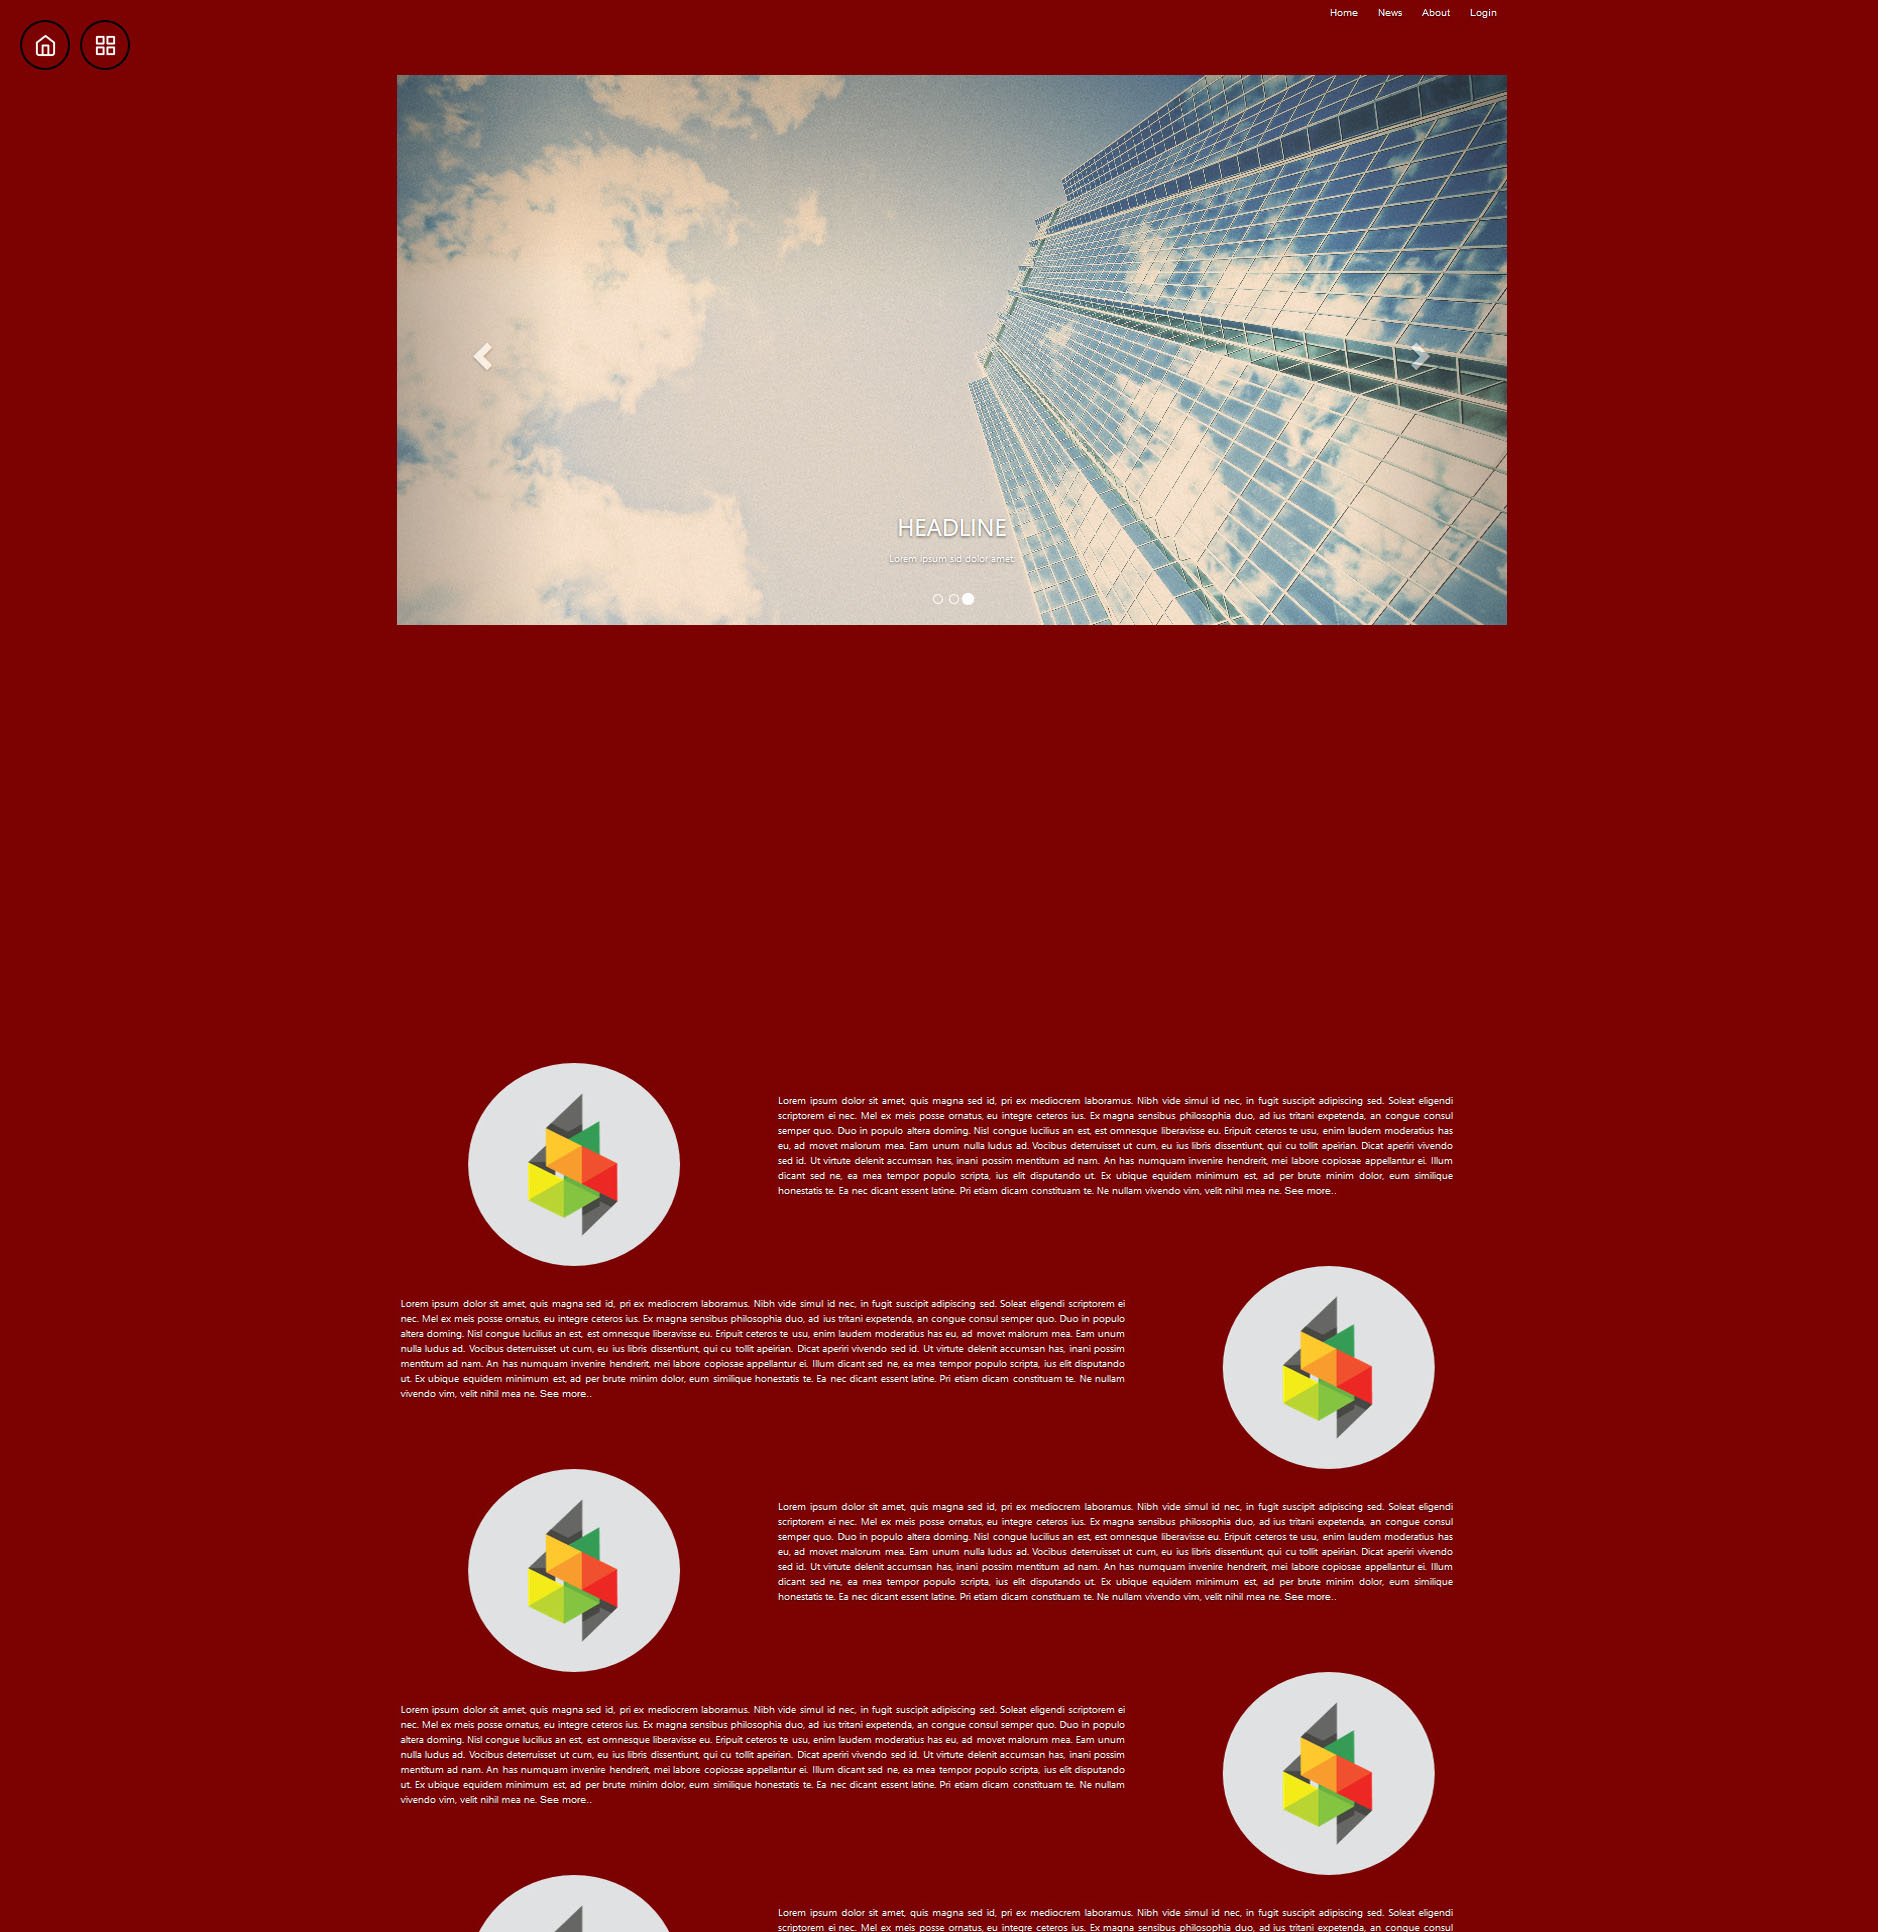 Home News About Login
HEADLINE
Lorem ipsum sid dolor amet
Lorem ipsum dolor sit amet, quis magna sed id, pri ex mediocrem laboramus. Nibh vide simul id nec, in fugit suscipit adipiscing sed. Soleat eligendi
scriptorem ei nec. Mel ex meis posse ornatus, eu integre ceteros ius. Ex magna sensibus philosophia duo, ad ius tritani expetenda, an congue consul
semper quo. Duo in populo altera doming. Nisl congue lucilius an est, est omnesque liberavisse eu. Eripuit ceteros te usu, enim laudem moderatius has
eu, ad movet malorum mea. Eam unum nulla ludus ad. Vocibus deterruisset ut cum, eu ius libris dissentiunt, qui cu tollit apeirian. Dicat aperiri vivendo
sed id. Ut virtute delenit accumsan has, inani possim mentitum ad nam. An has numquam invenire hendrerit, mei labore copiosae appellantur ei. Illum
dicant sed ne, ea mea tempor populo scripta, ius elit disputando ut. Ex ubique equidem minimum est, ad per brute minim dolor, eum similique
honestatis te. Ea nec dicant essent latine. Pri etiam dicam constituam te. Ne nullam vivendo vim, velit nihil mea ne. See more..
Lorem ipsum dolor sit amet, quis magna sed id, pri ex mediocrem laboramus. Nibh vide simul id nec, in fugit suscipit adipiscing sed. Soleat eligendi scriptorem ei
nec. Mel ex meis posse ornatus, eu integre ceteros ius. Ex magna sensibus philosophia duo, ad ius tritani expetenda, an congue consul semper quo. Duo in populo
altera doming. Nisl congue lucilius an est, est omnesque liberavisse eu. Eripuit ceteros te usu, enim laudem moderatius has eu, ad movet malorum mea. Eam unum
nulla ludus ad. Vocibus deterruisset ut cum, eu ius libris dissentiunt, qui cu tollit apeirian. Dicat aperiri vivendo sed id. Ut virtute delenit accumsan has, inani possim
mentitum ad nam. An has numquam invenire hendrerit, mei labore copiosae appellantur ei. Illum dicant sed ne, ea mea tempor populo scripta, ius elit disputando
ut. Ex ubique equidem minimum est, ad per brute minim dolor, eum similique honestatis te. Ea nec dicant essent latine. Pri etiam dicam constituam te. Ne nullam
vivendo vim, velit nihil mea ne. See more..
Lorem ipsum dolor sit amet, quis magna sed id, pri ex mediocrem laboramus. Nibh vide simul id nec, in fugit suscipit adipiscing sed. Soleat eligendi
scriptorem ei nec. Mel ex meis posse ornatus, eu integre ceteros ius. Ex magna sensibus philosophia duo, ad ius tritani expetenda, an congue consul
semper quo. Duo in populo altera doming. Nisl congue lucilius an est, est omnesque liberavisse eu. Eripuit ceteros te usu, enim laudem moderatius has
eu, ad movet malorum mea. Eam unum nulla ludus ad. Vocibus deterruisset ut cum, eu ius libris dissentiunt, qui cu tollit apeirian. Dicat aperiri vivendo
sed id. Ut virtute delenit accumsan has, inani possim mentitum ad nam. An has numquam invenire hendrerit, mei labore copiosae appellantur ei. Illum
dicant sed ne, ea mea tempor populo scripta, ius elit disputando ut. Ex ubique equidem minimum est, ad per brute minim dolor, eum similique
honestatis te. Ea nec dicant essent latine. Pri etiam dicam constituam te. Ne nullam vivendo vim, velit nihil mea ne. See more..
Lorem ipsum dolor sit amet, quis magna sed id, pri ex mediocrem laboramus. Nibh vide simul id nec, in fugit suscipit adipiscing sed. Soleat eligendi scriptorem ei
nec. Mel ex meis posse ornatus, eu integre ceteros ius. Ex magna sensibus philosophia duo, ad ius tritani expetenda, an congue consul semper quo. Duo in populo
altera doming. Nisl congue lucilius an est, est omnesque liberavisse eu. Eripuit ceteros te usu, enim laudem moderatius has eu, ad movet malorum mea. Eam unum
nulla ludus ad. Vocibus deterruisset ut cum, eu ius libris dissentiunt, qui cu tollit apeirian. Dicat aperiri vivendo sed id. Ut virtute delenit accumsan has, inani possim
mentitum ad nam. An has numquam invenire hendrerit, mei labore copiosae appellantur ei. Illum dicant sed ne, ea mea tempor populo scripta, ius elit disputando
ut. Ex ubique equidem minimum est, ad per brute minim dolor, eum similique honestatis te. Ea nec dicant essent latine. Pri etiam dicam constituam te. Ne nullam
vivendo vim, velit nihil mea ne. See more..
Lorem ipsum dolor sit amet, quis magna sed id, pri ex mediocrem laboramus. Nibh vide simul id nec, in fugit suscipit adipiscing sed. Soleat eligendi
scriptorem ei nec. Mel ex meis posse ornatus, eu integre ceteros ius. Ex magna sensibus philosophia duo, ad ius tritani expetenda, an congue consul